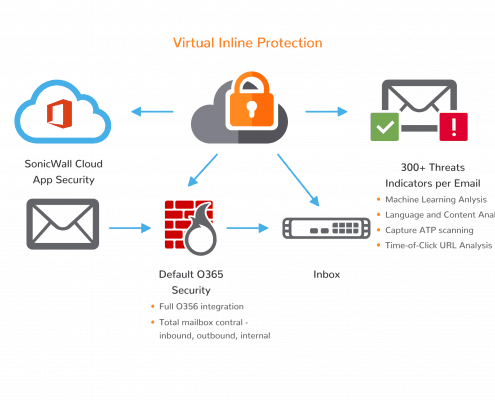 Virtual Inline Protection
SonicWall Cloud
App Security
300+ Threats
Indicators per Email
Machine Learning Anlysis
Language and Content Anal
Capture ATP scanning
Time-of-Click URL Analysis
Default O365
Security
Full O356 integration
Total mailbox contral -
inbound, outbound, internal
Inbox